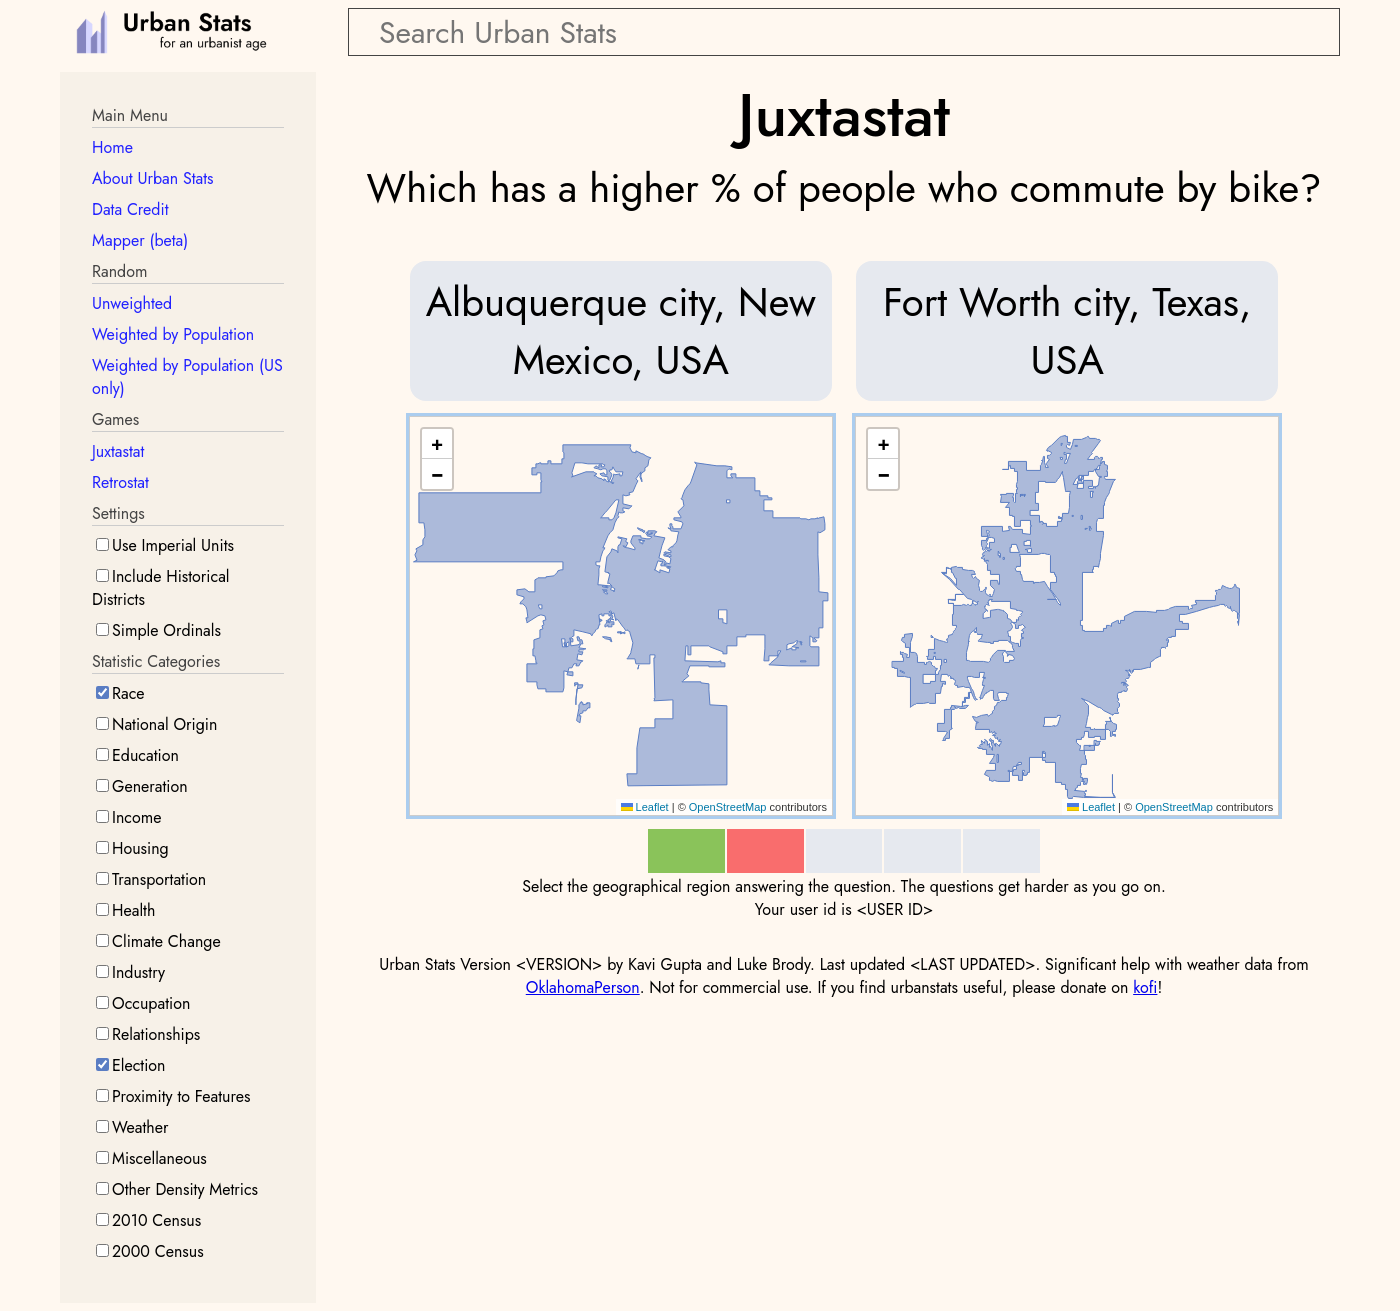 Urban Stats
for an urbanist age
Search Urban Stats
Main Menu
Home
About Urban Stats
Data Credit
Mapper (beta)
Random
Unweighted
Weighted by Population
Weighted by Population (US
only)
Games
Juxtastat
Retrostat
Settings
Use Imperial Units
Include Historical
Districts
Simple Ordinals
Statistic Categories
Race
National Origin
Education
Generation
Income
Housing
Transportation
Health
Climate Change
Industry
Occupation
Relationships
Election
Proximity to Features
Weather
Miscellaneous
Other Density Metrics
2010 Census
2000 Census
Juxtastat
Which has a higher % of people who commute by bike?
Albuquerque city, New
Mexico, USA
Fort Worth city, Texas,
USA
+
−
Leaflet | © OpenStreetMap contributors
+
−
Leaflet | © OpenStreetMap contributors
Select the geographical region answering the question. The questions get harder as you go on.
Your user id is <USER ID>
Urban Stats Version <VERSION> by Kavi Gupta and Luke Brody. Last updated <LAST UPDATED>. Significant help with weather data from
OklahomaPerson. Not for commercial use. If you find urbanstats useful, please donate on kofi!